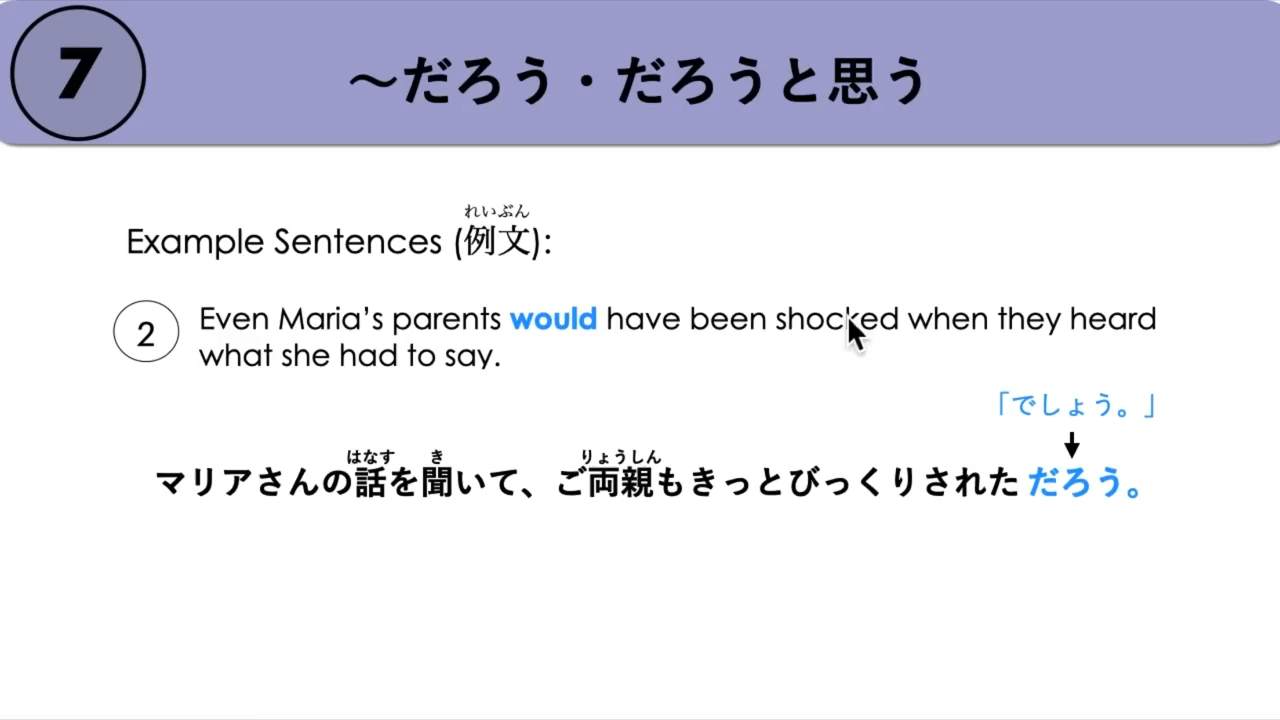 7
～だろう・だろうと思う
れいぶん
Example Sentences (例文):
2
Even Maria's parents would have been shocked when they heard
what she had to say.
「でしょう。」
はなす き りょうしん
マリアさんの話を聞いて、ご両親もきっとびっくりされた だろう。